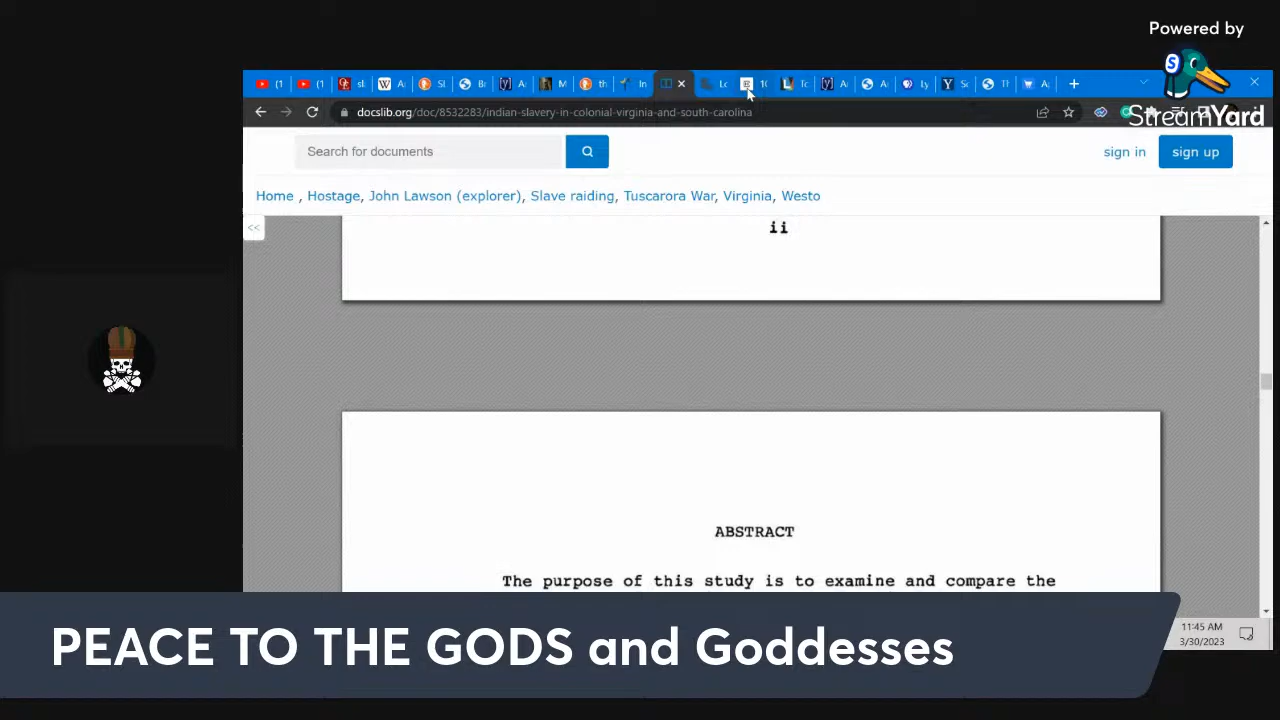 Powered by
S
StreamYard
docslib.org/doc/8532283/indian-slavery-in-colonial-virginia-and-south-carolina
Search for documents
sign in
sign up
Home , Hostage, John Lawson (explorer), Slave raiding, Tuscarora War, Virginia, Westo
<<
ii
ABSTRACT
The purpose of this study is to examine and compare the
PEACE TO THE GODS and Goddesses
11:45 AM
3/30/2023